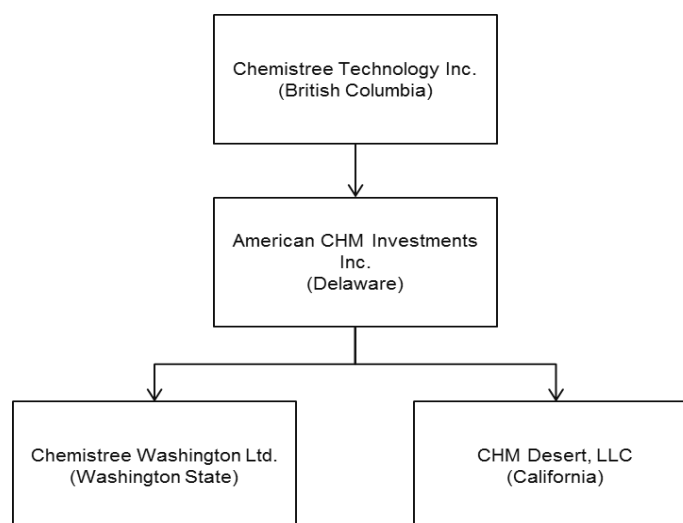 Chemistree Technology Inc.
(British Columbia)
American CHM Investments
Inc.
(Delaware)
Chemistree Washington Ltd.
(Washington State)
CHM Desert, LLC
(California)